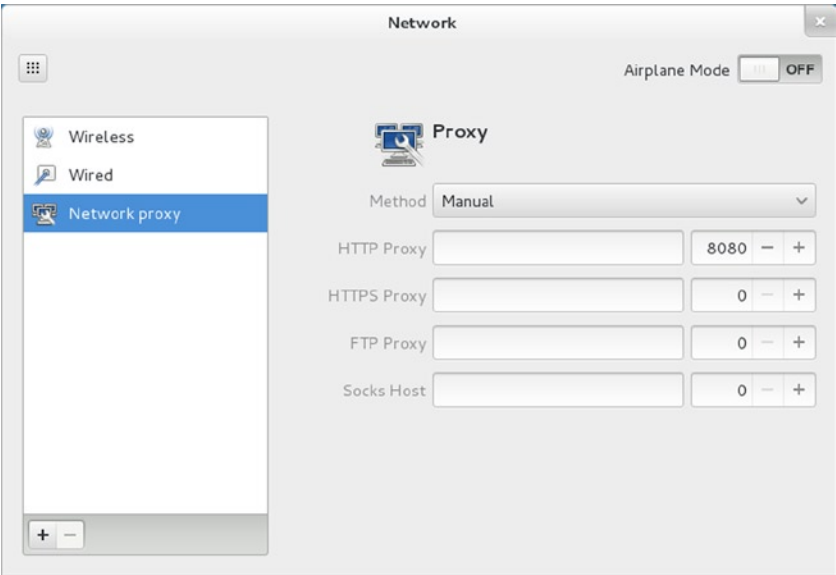 Network
Airplane Mode OFF
Wireless
Wired
Network proxy
Proxy
Method Manual
HTTP Proxy 8080 − +
HTTPS Proxy 0 − +
FTP Proxy 0 − +
Socks Host 0 − +
+ −